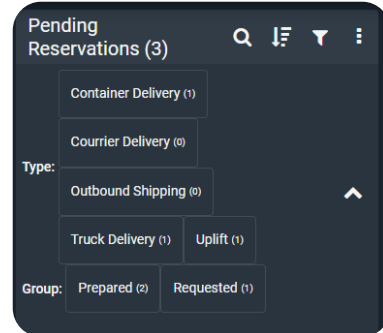 Pending
Reservations (3)
Container Delivery (1)
Courrier Delivery (0)
Type:
Outbound Shipping (0)
Truck Delivery (1) Uplift (1)
Group: Prepared (2) Requested (1)